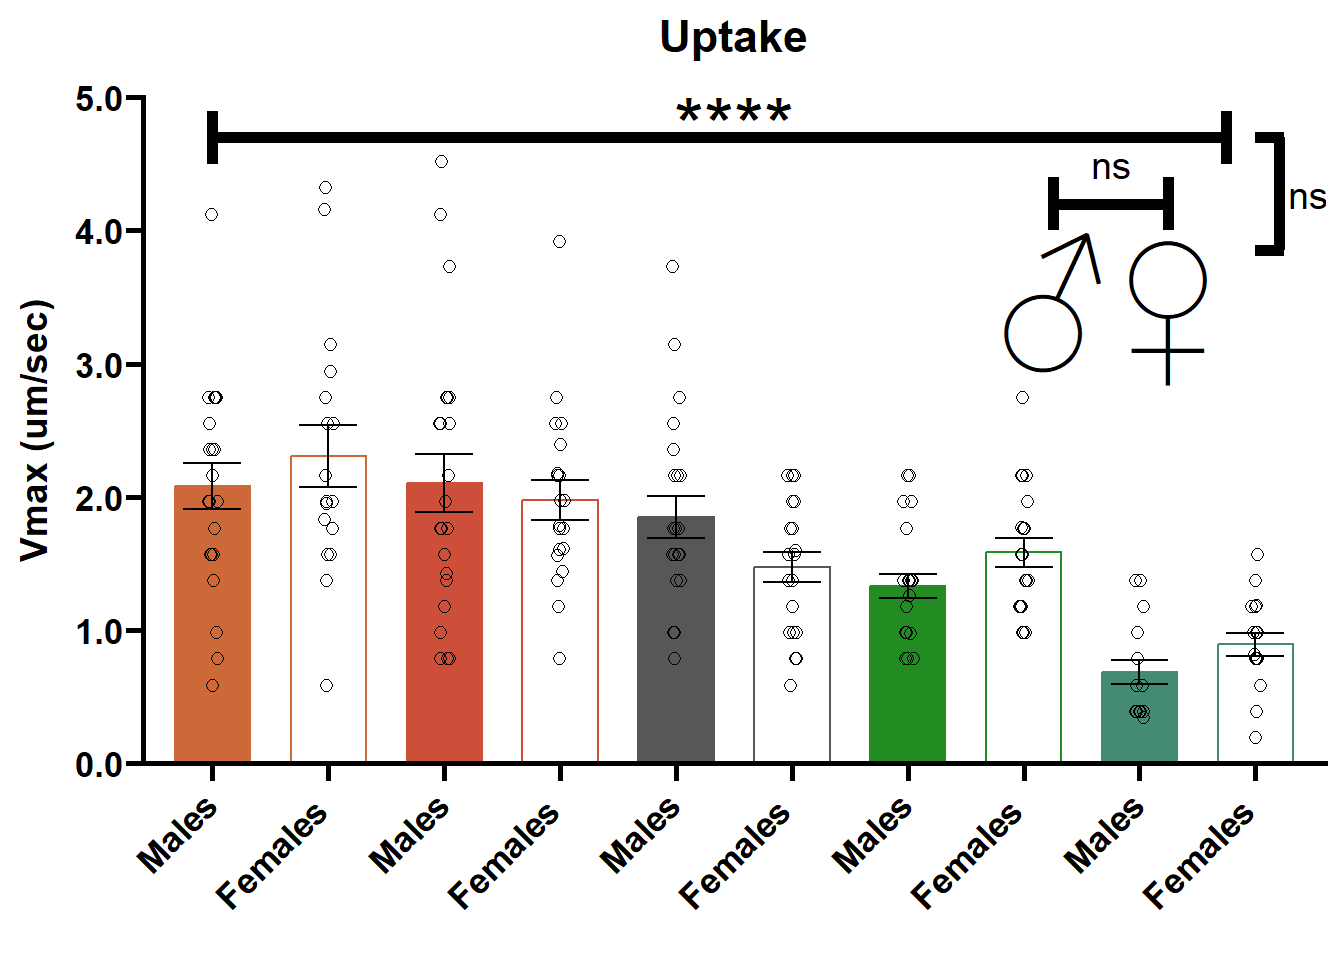 Uptake
5.0
4.0
3.0
2.0
1.0
0.0
Vmax (um/sec)
****
ns
ns
♂ ♀
Males
Females
Males
Females
Males
Females
Males
Females
Males
Females